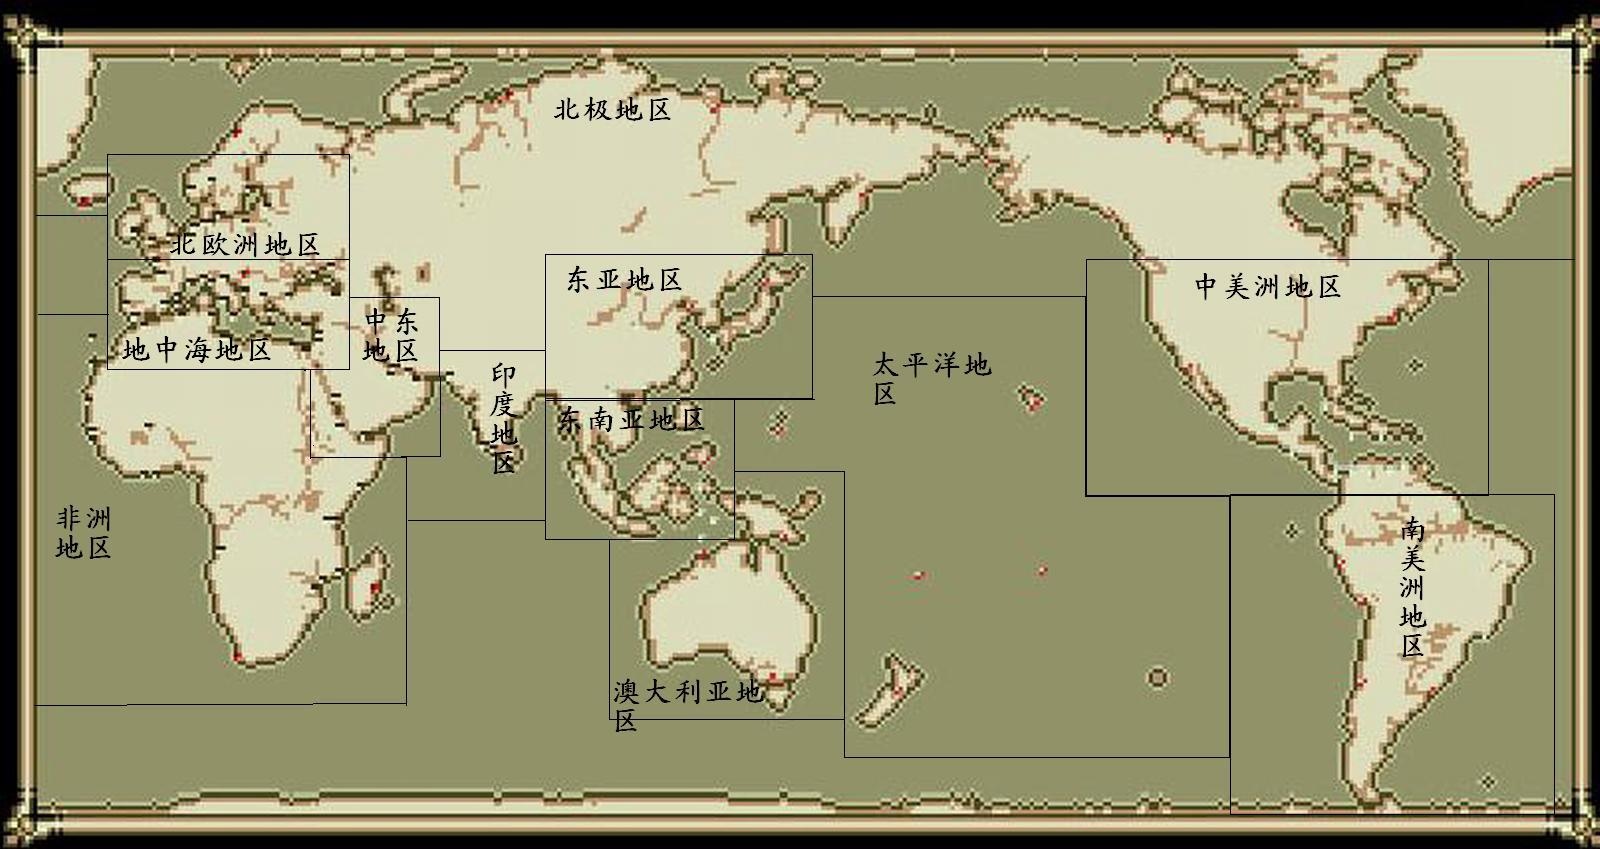 北极地区
北欧洲地区
东亚地区
中美洲地区
中东
地区
地中海地区
印度地区
太平洋地
区
东南亚地区
非洲
地区
南美洲地区
澳大利亚地
区